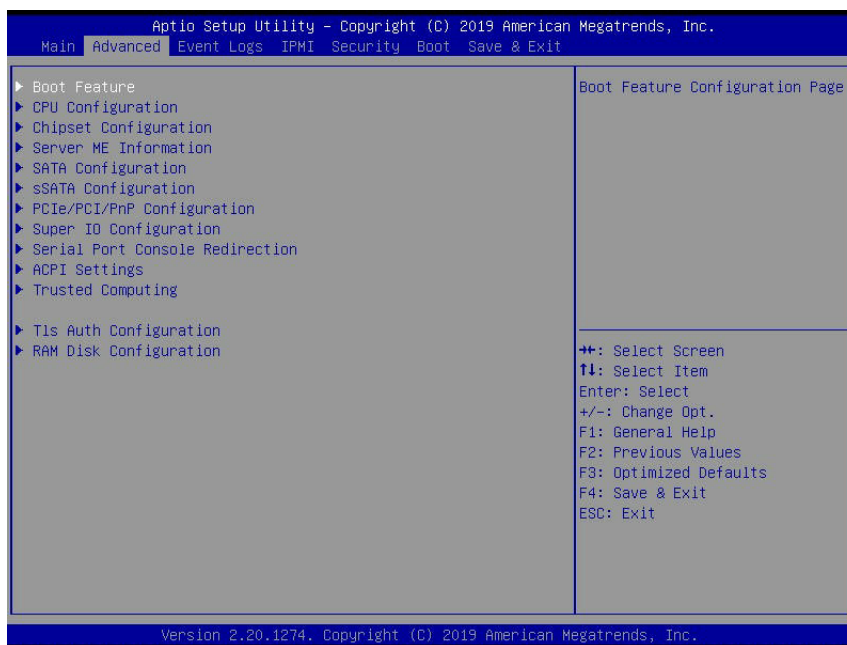 Aptio Setup Utility – Copyright (C) 2019 American Megatrends, Inc.
Main Advanced Event Logs IPMI Security Boot Save & Exit
▶ Boot Feature
▶ CPU Configuration
▶ Chipset Configuration
▶ Server ME Information
▶ SATA Configuration
▶ sSATA Configuration
▶ PCIe/PCI/PnP Configuration
▶ Super IO Configuration
▶ Serial Port Console Redirection
▶ ACPI Settings
▶ Trusted Computing
▶ Tls Auth Configuration
▶ RAM Disk Configuration
Boot Feature Configuration Page
→←: Select Screen
↑↓: Select Item
Enter: Select
+/-: Change Opt.
F1: General Help
F2: Previous Values
F3: Optimized Defaults
F4: Save & Exit
ESC: Exit
Version 2.20.1274. Copyright (C) 2019 American Megatrends, Inc.